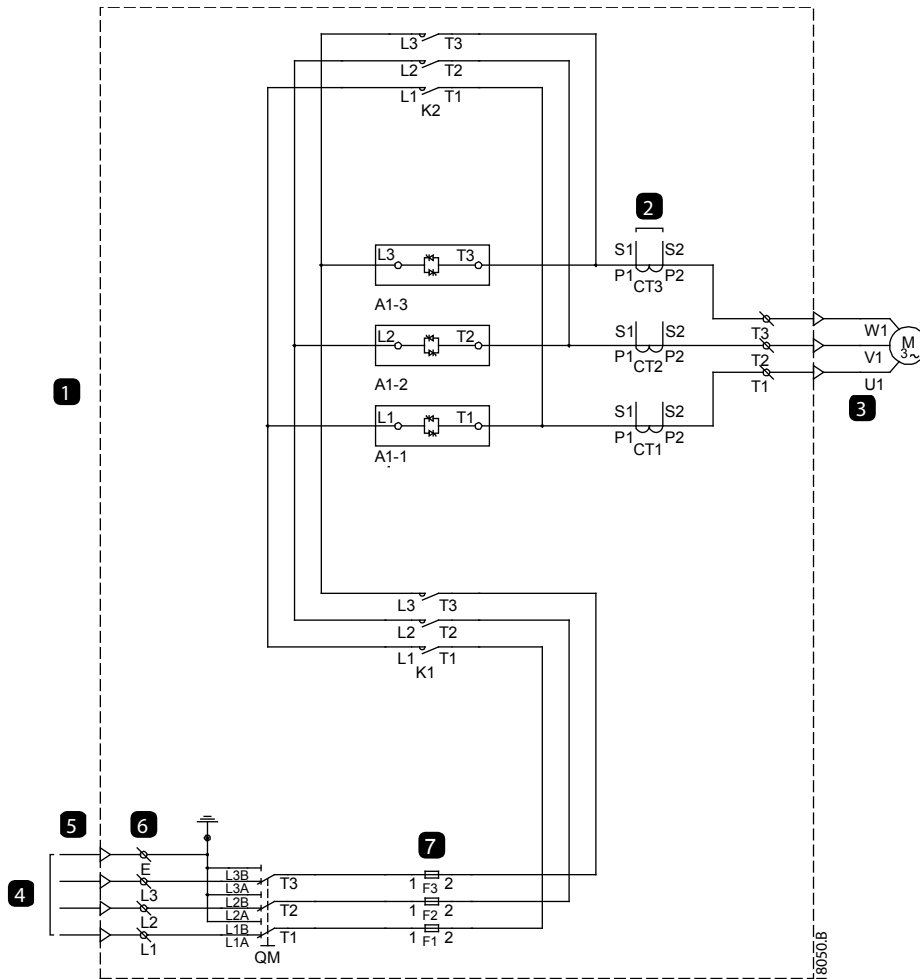 L3 T3
L2 T2
L1 T1
K2
2
L3 T3
S1 S2
P1 P2
CT3
A1-3
L2 T2
S1 S2
P1 P2
CT2
A1-2
T3
T2
T1
W1
V1
U1
M
3~
1
3
L1 T1
S1 S2
P1 P2
CT1
A1-1
L3 T3
L2 T2
L1 T1
K1
5
6
7
4
E
L3
L2
L1
L3B
L3A
L2B
L2A
L1B
L1A
T3
T2
T1
QM
1 F3 2
1 F2 2
1 F1 2
8050.B